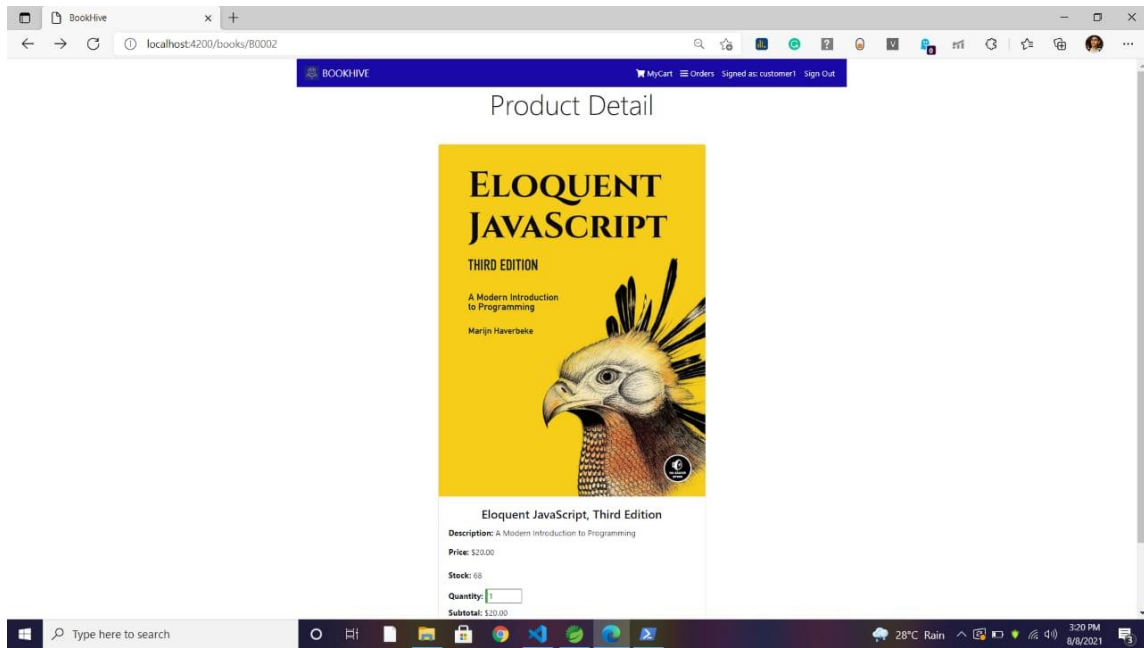 BookHive
localhost:4200/books/B0002
BOOKHIVE
MyCart Orders Signed as: customer1 Sign Out
Product Detail
ELOQUENT
JAVASCRIPT
THIRD EDITION
A Modern Introduction
to Programming
Marijn Haverbeke
Eloquent JavaScript, Third Edition
Description: A Modern Introduction to Programming
Price: $20.00
Stock: 68
Quantity: 1
Subtotal: $20.00
Type here to search
28°C Rain
3:20 PM
8/8/2021